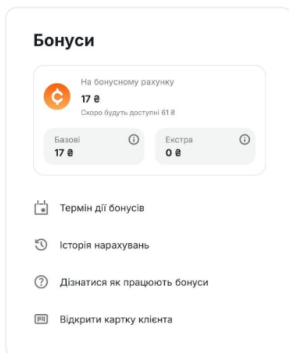 Бонуси
На бонусному рахунку
17 ₴
Скоро будуть доступні 61 ₴
Базові
17 ₴
Екстра
0 ₴
Термін дії бонусів
Історія нарахувань
Дізнатися як працюють бонуси
Відкрити картку клієнта